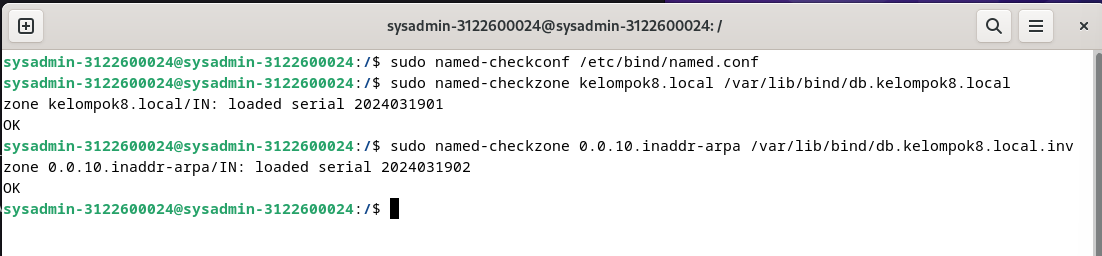 sysadmin-3122600024@sysadmin-3122600024: /
sysadmin-3122600024@sysadmin-3122600024:/$ sudo named-checkconf /etc/bind/named.conf
sysadmin-3122600024@sysadmin-3122600024:/$ sudo named-checkzone kelompok8.local /var/lib/bind/db.kelompok8.local
zone kelompok8.local/IN: loaded serial 2024031901
OK
sysadmin-3122600024@sysadmin-3122600024:/$ sudo named-checkzone 0.0.10.inaddr-arpa /var/lib/bind/db.kelompok8.local.inv
zone 0.0.10.inaddr-arpa/IN: loaded serial 2024031902
OK
sysadmin-3122600024@sysadmin-3122600024:/$